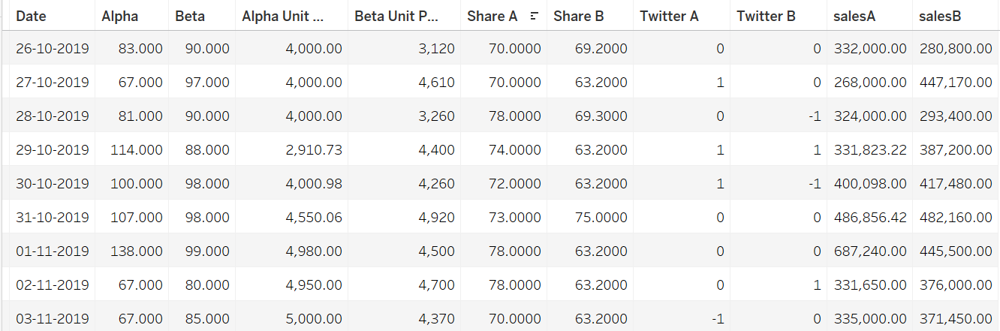 Date Alpha Beta Alpha Unit ... Beta Unit P... Share A Share B Twitter A Twitter B salesA salesB
26-10-2019 83.000 90.000 4,000.00 3,120 70.0000 69.2000 0 0 332,000.00 280,800.00
27-10-2019 67.000 97.000 4,000.00 4,610 70.0000 63.2000 1 0 268,000.00 447,170.00
28-10-2019 81.000 90.000 4,000.00 3,260 78.0000 69.3000 0 -1 324,000.00 293,400.00
29-10-2019 114.000 88.000 2,910.73 4,400 74.0000 63.2000 1 1 331,823.22 387,200.00
30-10-2019 100.000 98.000 4,000.98 4,260 72.0000 63.2000 1 -1 400,098.00 417,480.00
31-10-2019 107.000 98.000 4,550.06 4,920 73.0000 75.0000 0 0 486,856.42 482,160.00
01-11-2019 138.000 99.000 4,980.00 4,500 78.0000 63.2000 0 0 687,240.00 445,500.00
02-11-2019 67.000 80.000 4,950.00 4,700 78.0000 63.2000 0 1 331,650.00 376,000.00
03-11-2019 67.000 85.000 5,000.00 4,370 70.0000 63.2000 -1 0 335,000.00 371,450.00